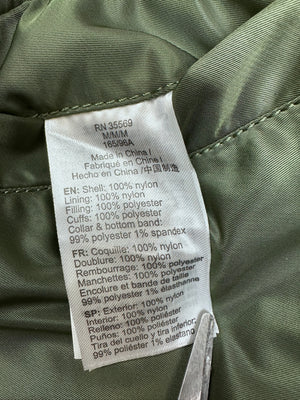 RN 35569
M/M/M
165/96A
Made in China /
Fabriqué en China /
Hecho en China /中国制造
EN: Shell: 100% nylon
Lining: 100% nylon
Filling: 100% polyester
Cuffs: 100% polyester
Collar & bottom band:
99% polyester 1% spandex
FR: Coquille: 100% nylon
Doublure: 100% nylon
Rembourrage: 100% polyester
Manchettes: 100% polyester
Encolure et bande de taille
99% polyester 1% élasthanne
SP: Exterior: 100% nylon
Interior: 100% nylon
Relleno: 100% poliéster
Puños: 100% poliéster
Tira del cuello y tira inferior:
99% poliéster 1% elastano